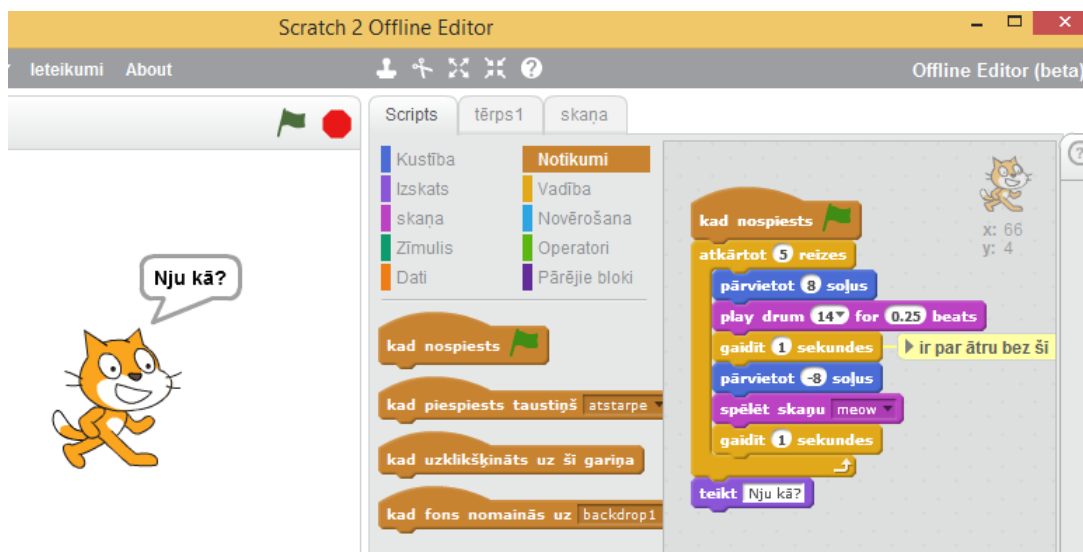 Scratch 2 Offline Editor
Ieteikumi About
Offline Editor (beta)
Scripts tērps1 skaņa
Kustība Notikumi
Izskats Vadība
skaņa Novērošana
Zīmulis Operatori
Dati Pārējie bloki
kad nospiests
kad piespiests taustiņš atstarpe
kad uzklikšķināts uz šī gariņa
kad fons nomainās uz backdrop1
Nju kā?
x: 66
y: 4
kad nospiests
atkārtot 5 reizes
pārvietot 8 soļus
play drum 14 for 0.25 beats
gaidīt 1 sekundes
ir par ātru bez ši
pārvietot -8 soļus
spēlēt skaņu meow
gaidīt 1 sekundes
teikt Nju kā?